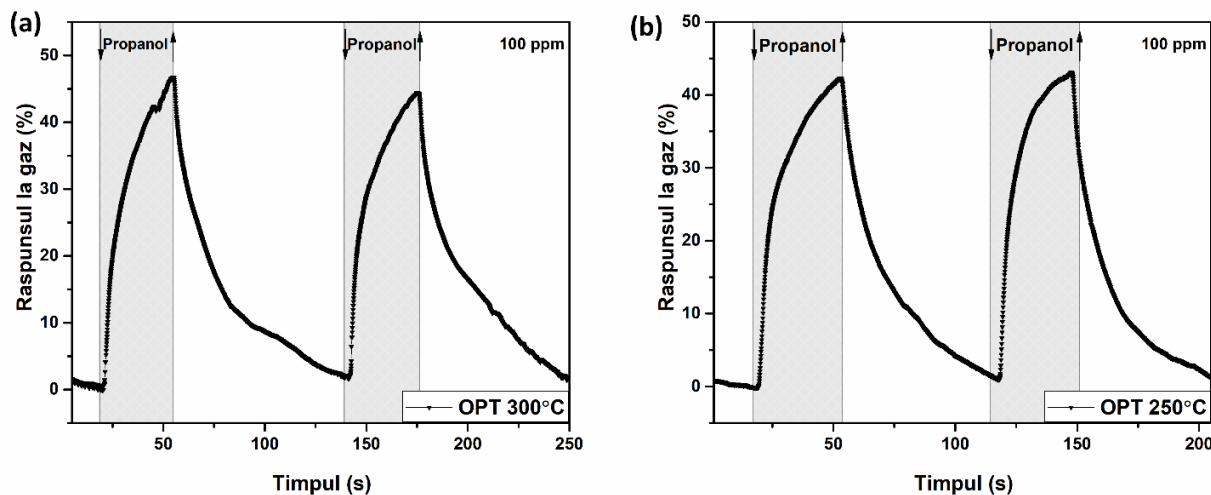 (a)
Propanol
Propanol
100 ppm
50
40
30
20
10
0
Raspunsul la gaz (%)
OPT 300°C
50
100
150
200
250
Timpul (s)
(b)
Propanol
Propanol
100 ppm
50
40
30
20
10
0
Raspunsul la gaz (%)
OPT 250°C
50
100
150
200
Timpul (s)